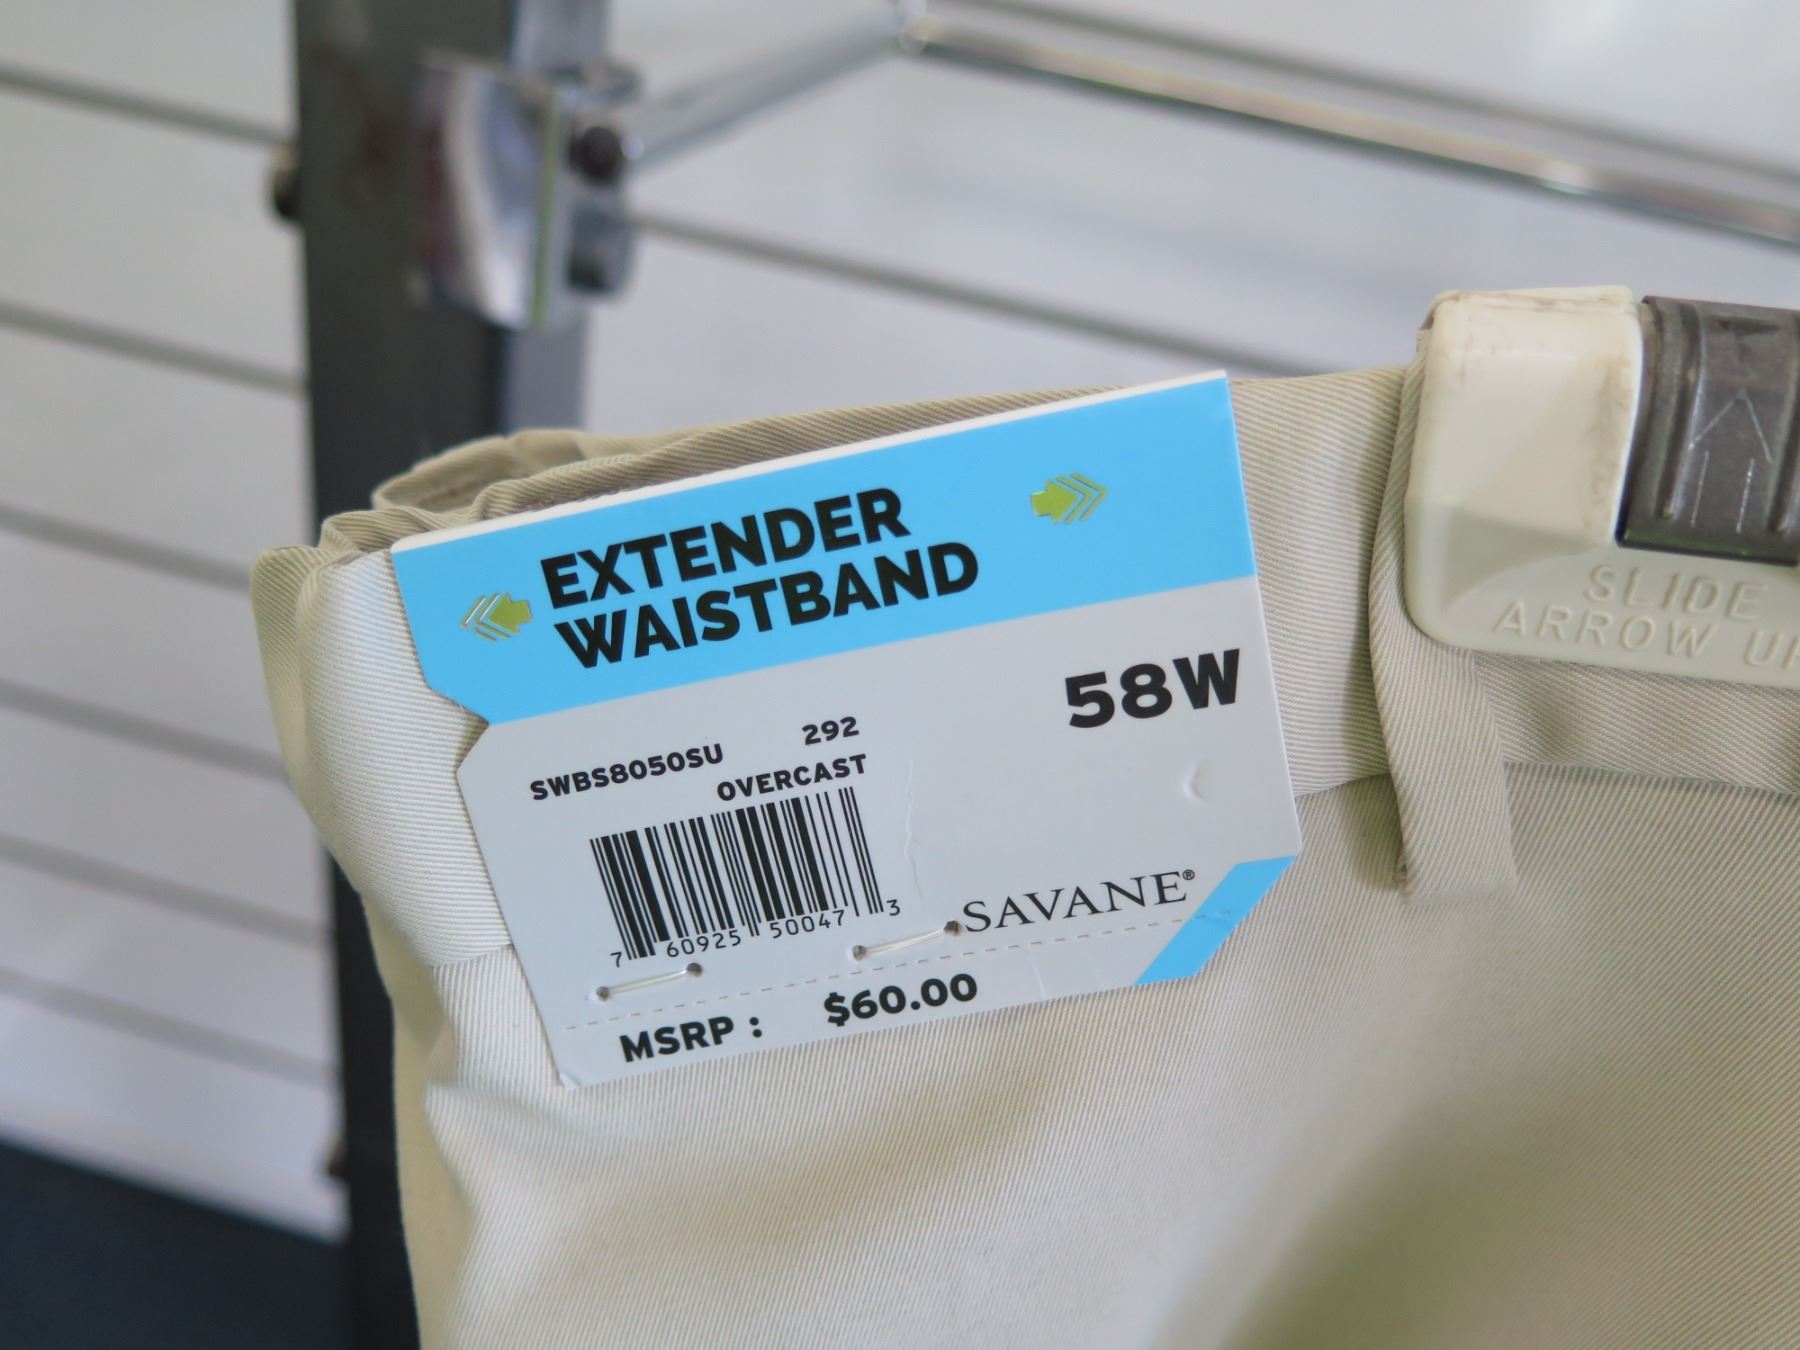 EXTENDER
WAISTBAND
58W
SWBS8050SU 292
OVERCAST
7 60925 50047 3
SAVANE®
MSRP : $60.00
SLIDE
ARROW UP